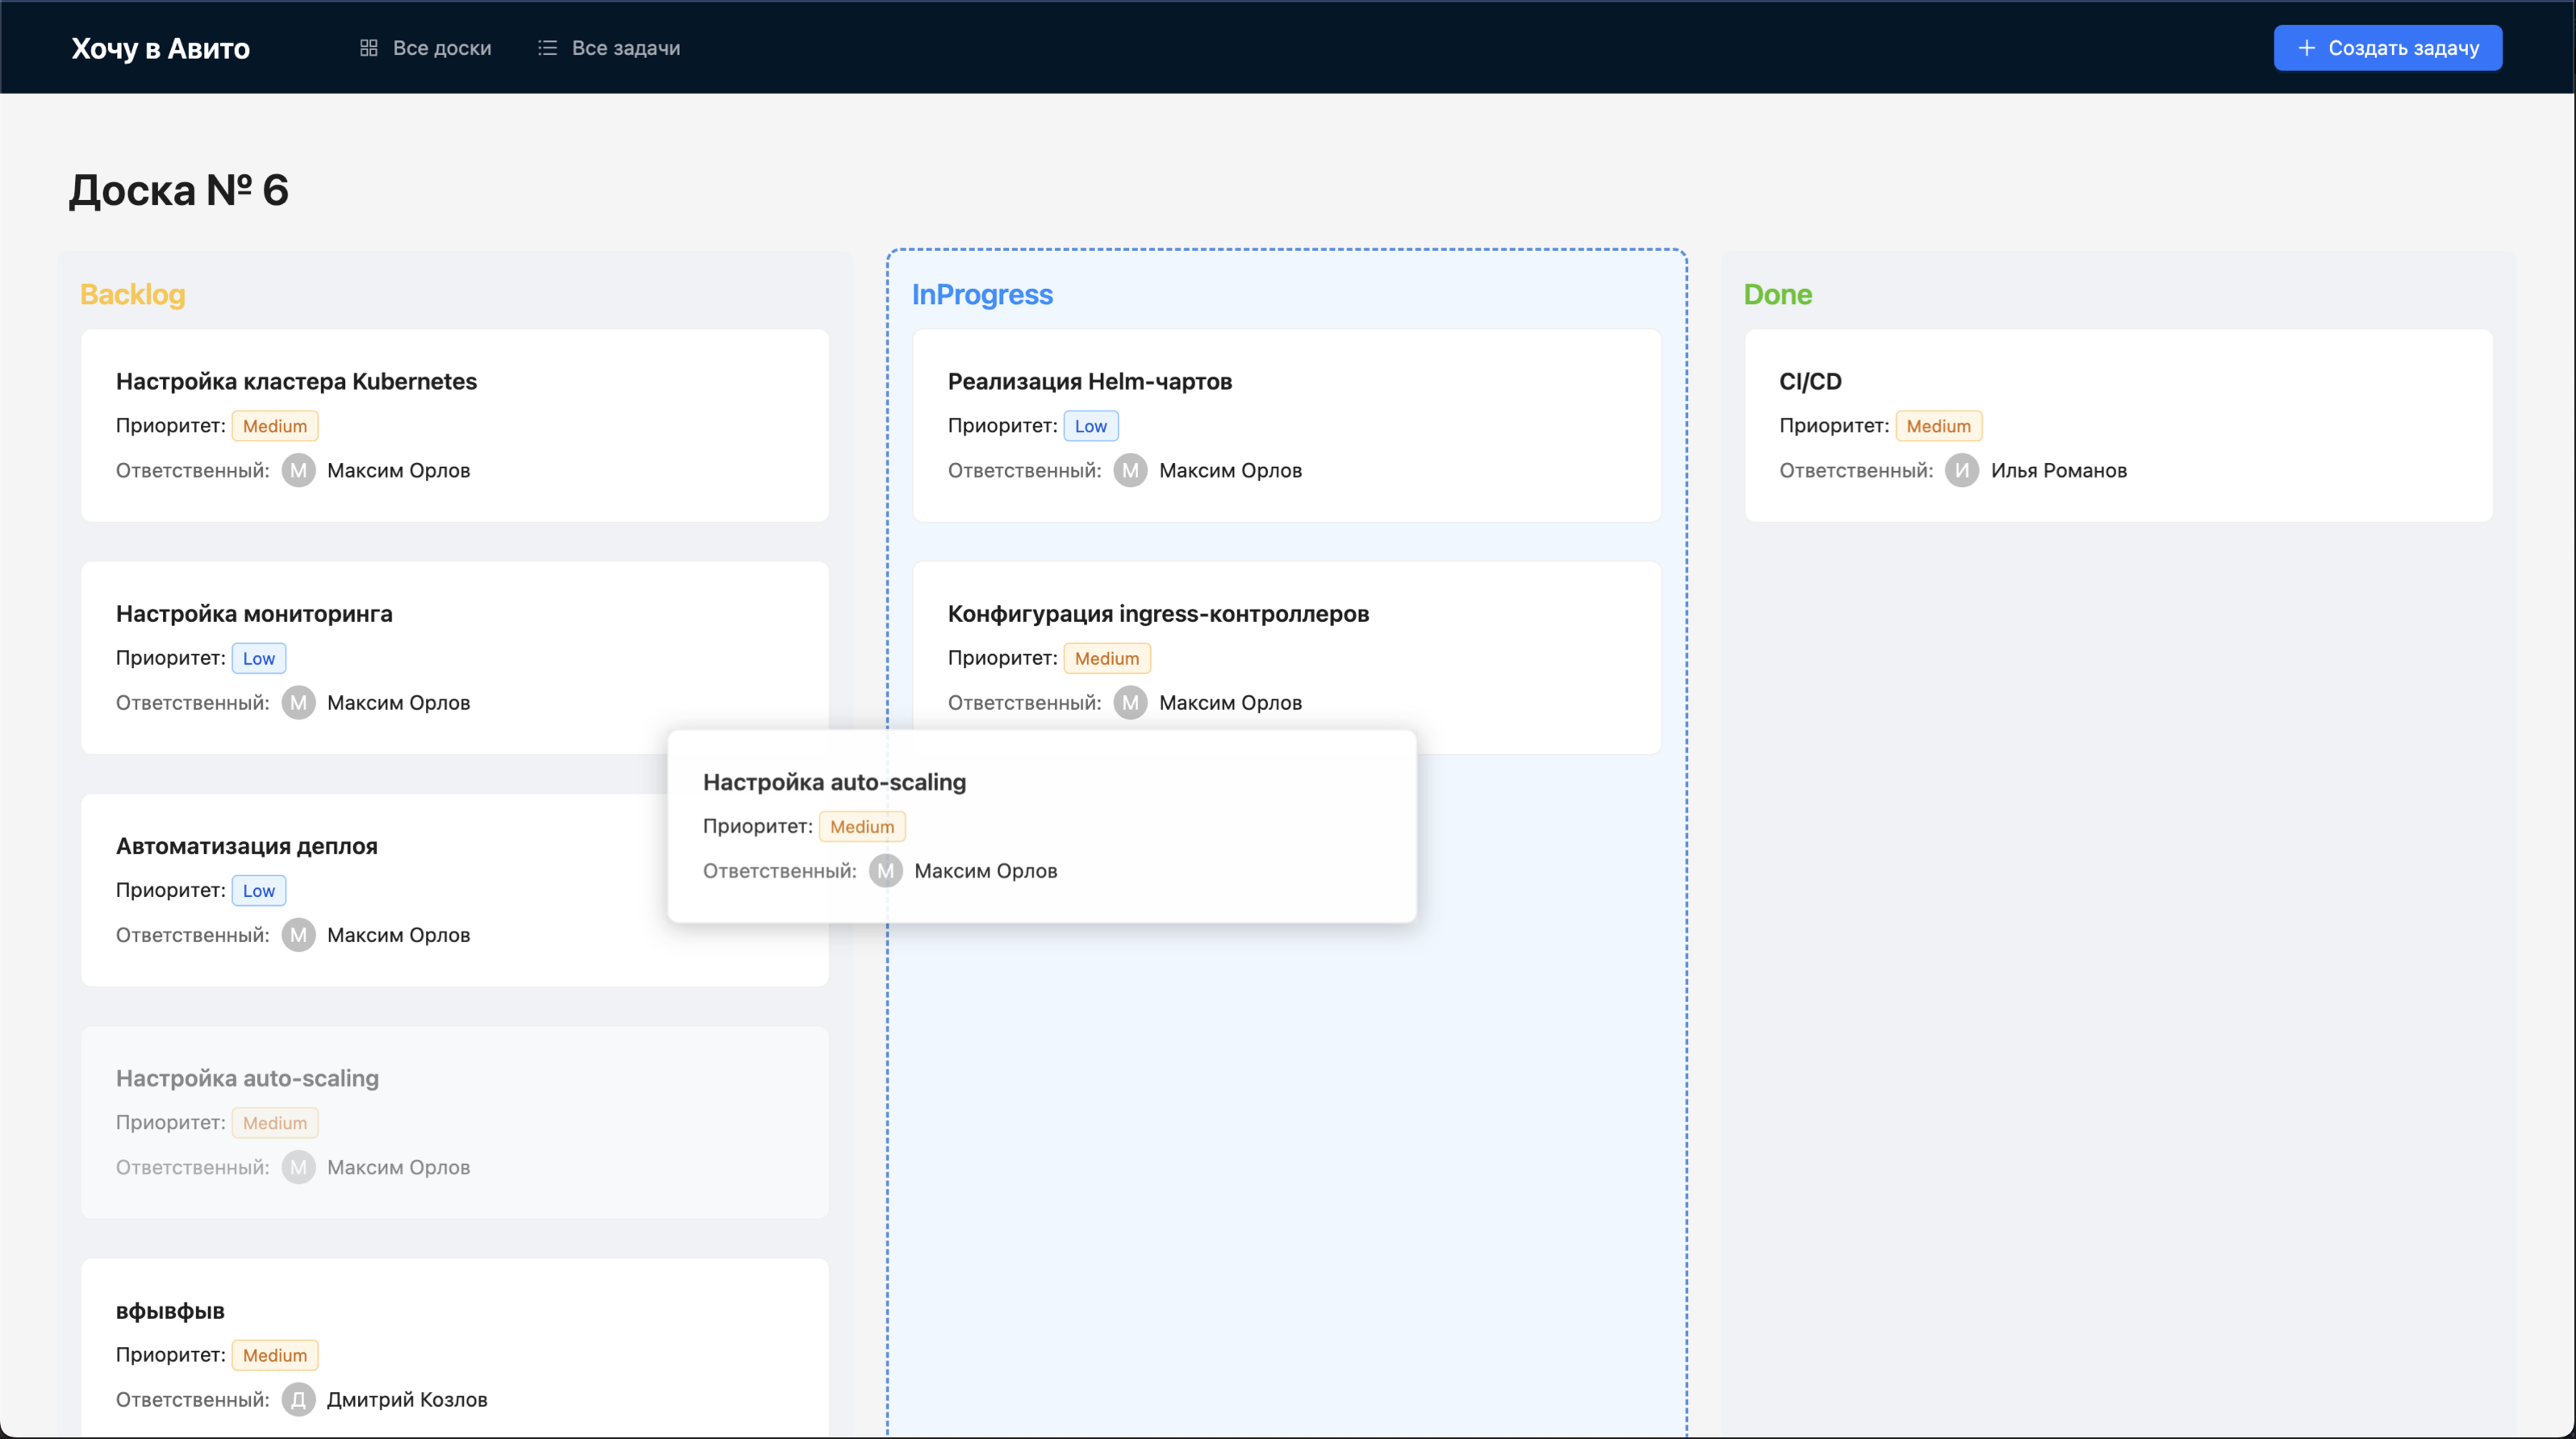 Хочу в Авито
Все доски
Все задачи
+ Создать задачу
Доска № 6
Backlog
Настройка кластера Kubernetes
Приоритет: Medium
Ответственный: М Максим Орлов
Настройка мониторинга
Приоритет: Low
Ответственный: М Максим Орлов
Автоматизация деплоя
Приоритет: Low
Ответственный: М Максим Орлов
Настройка auto-scaling
Приоритет: Medium
Ответственный: М Максим Орлов
вфывфыв
Приоритет: Medium
Ответственный: Д Дмитрий Козлов
InProgress
Реализация Helm-чартов
Приоритет: Low
Ответственный: М Максим Орлов
Конфигурация ingress-контроллеров
Приоритет: Medium
Ответственный: М Максим Орлов
Настройка auto-scaling
Приоритет: Medium
Ответственный: М Максим Орлов
Done
CI/CD
Приоритет: Medium
Ответственный: И Илья Романов